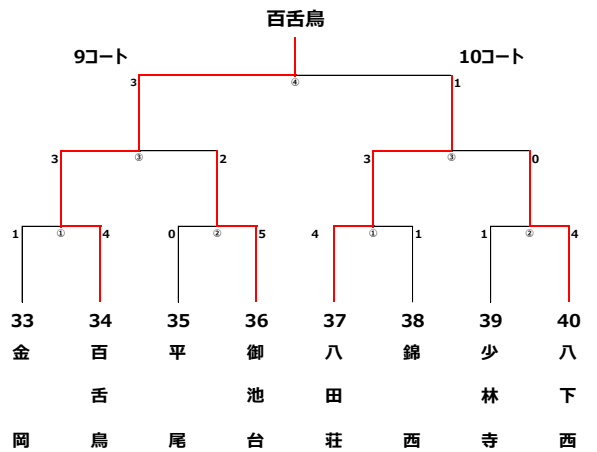 百舌鳥
9コート 10コート
3 ④ 1
3 ③ 2 3 ③ 0
1 ① 4 0 ② 5 4 ① 1 1 ② 4
33 34 35 36 37 38 39 40
金岡
百舌鳥
平尾
御池台
八田荘
錦西
少林寺
八下西